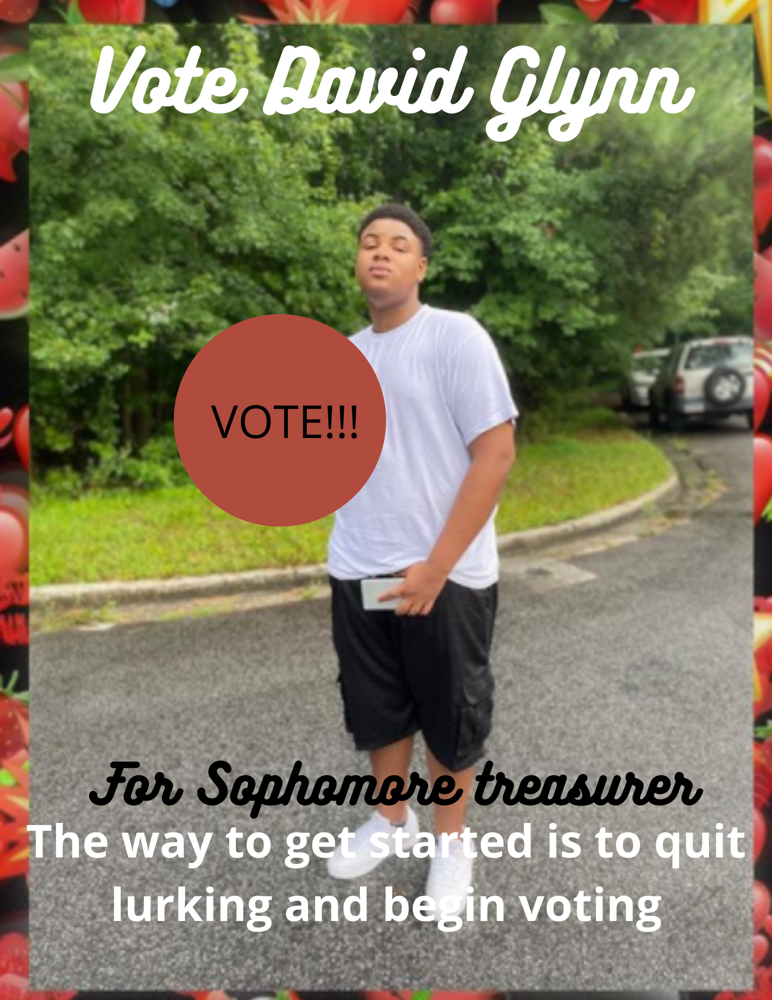 Vote David Glynn
VOTE!!!
For Sophomore treasurer
The way to get started is to quit
lurking and begin voting